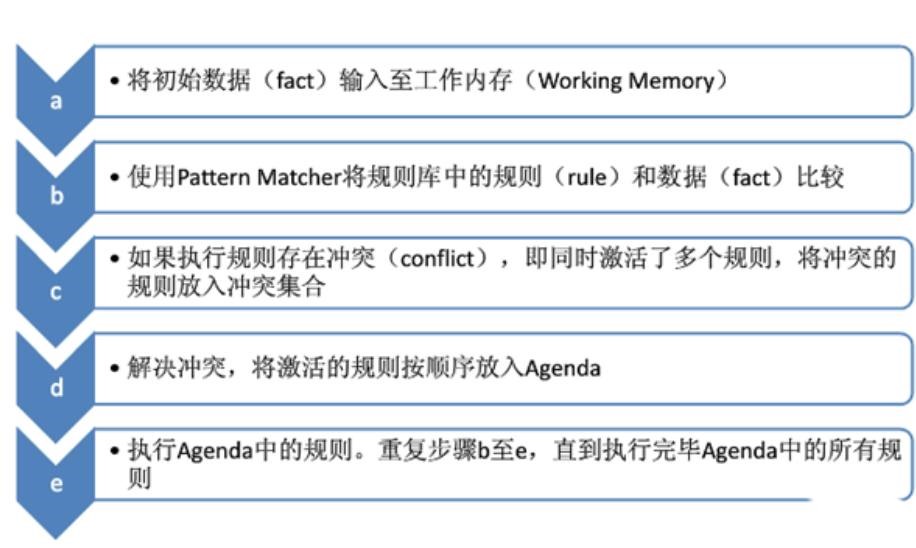 a
• 将初始数据（fact）输入至工作内存（Working Memory）
b
• 使用Pattern Matcher将规则库中的规则（rule）和数据（fact）比较
c
• 如果执行规则存在冲突（conflict），即同时激活了多个规则，将冲突的
规则放入冲突集合
d
• 解决冲突，将激活的规则按顺序放入Agenda
e
• 执行Agenda中的规则。重复步骤b至e，直到执行完毕Agenda中的所有规
则